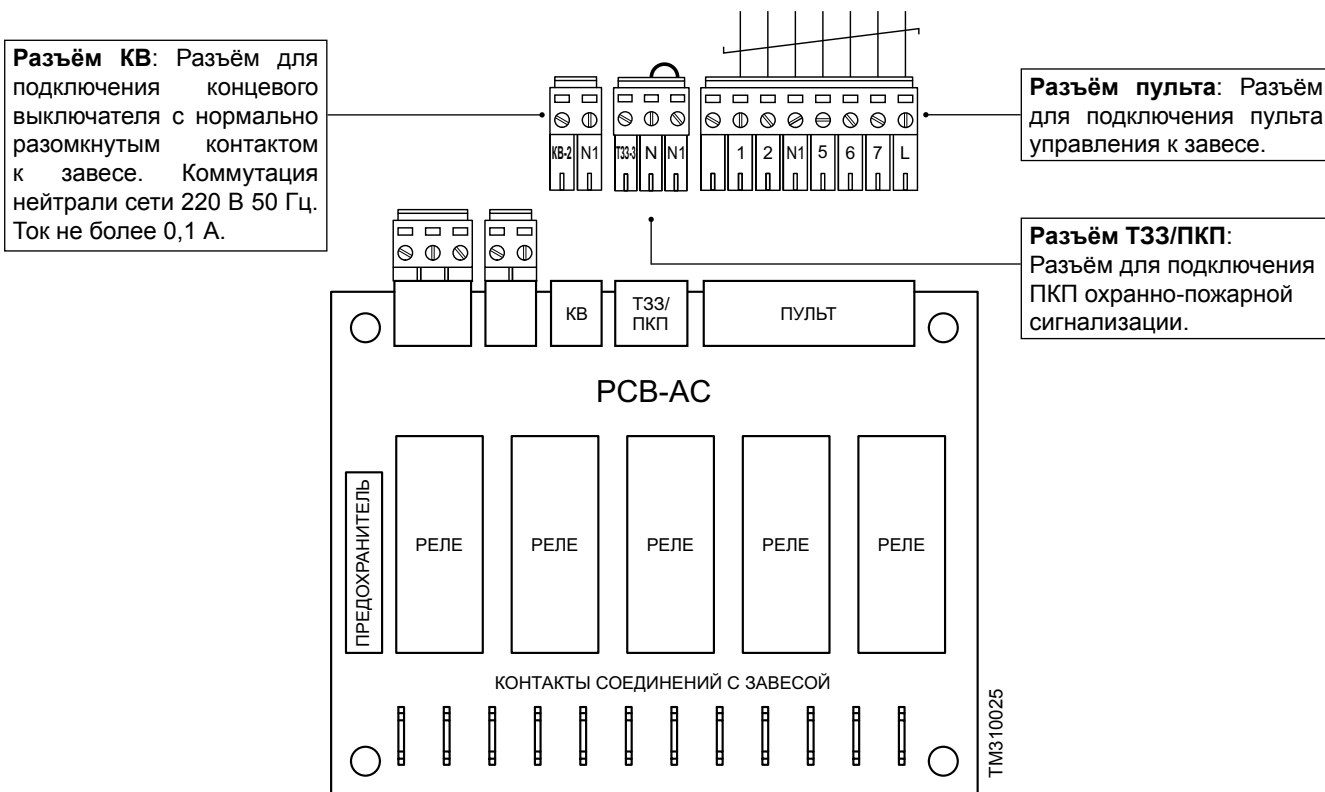 Разъём КВ: Разъём для
подключения концевого
выключателя с нормально
разомкнутым контактом
к завесе. Коммутация
нейтрали сети 220 В 50 Гц.
Ток не более 0,1 А.
КВ-2 N1
ТЗЗ-3 N N1
1 2 N1 5 6 7 L
Разъём пульта: Разъём
для подключения пульта
управления к завесе.
Разъём ТЗЗ/ПКП:
Разъём для подключения
ПКП охранно-пожарной
сигнализации.
КВ
ТЗЗ/
ПКП
ПУЛЬТ
PCB-AC
ПРЕДОХРАНИТЕЛЬ
РЕЛЕ РЕЛЕ РЕЛЕ РЕЛЕ РЕЛЕ
КОНТАКТЫ СОЕДИНЕНИЙ С ЗАВЕСОЙ
TM310025